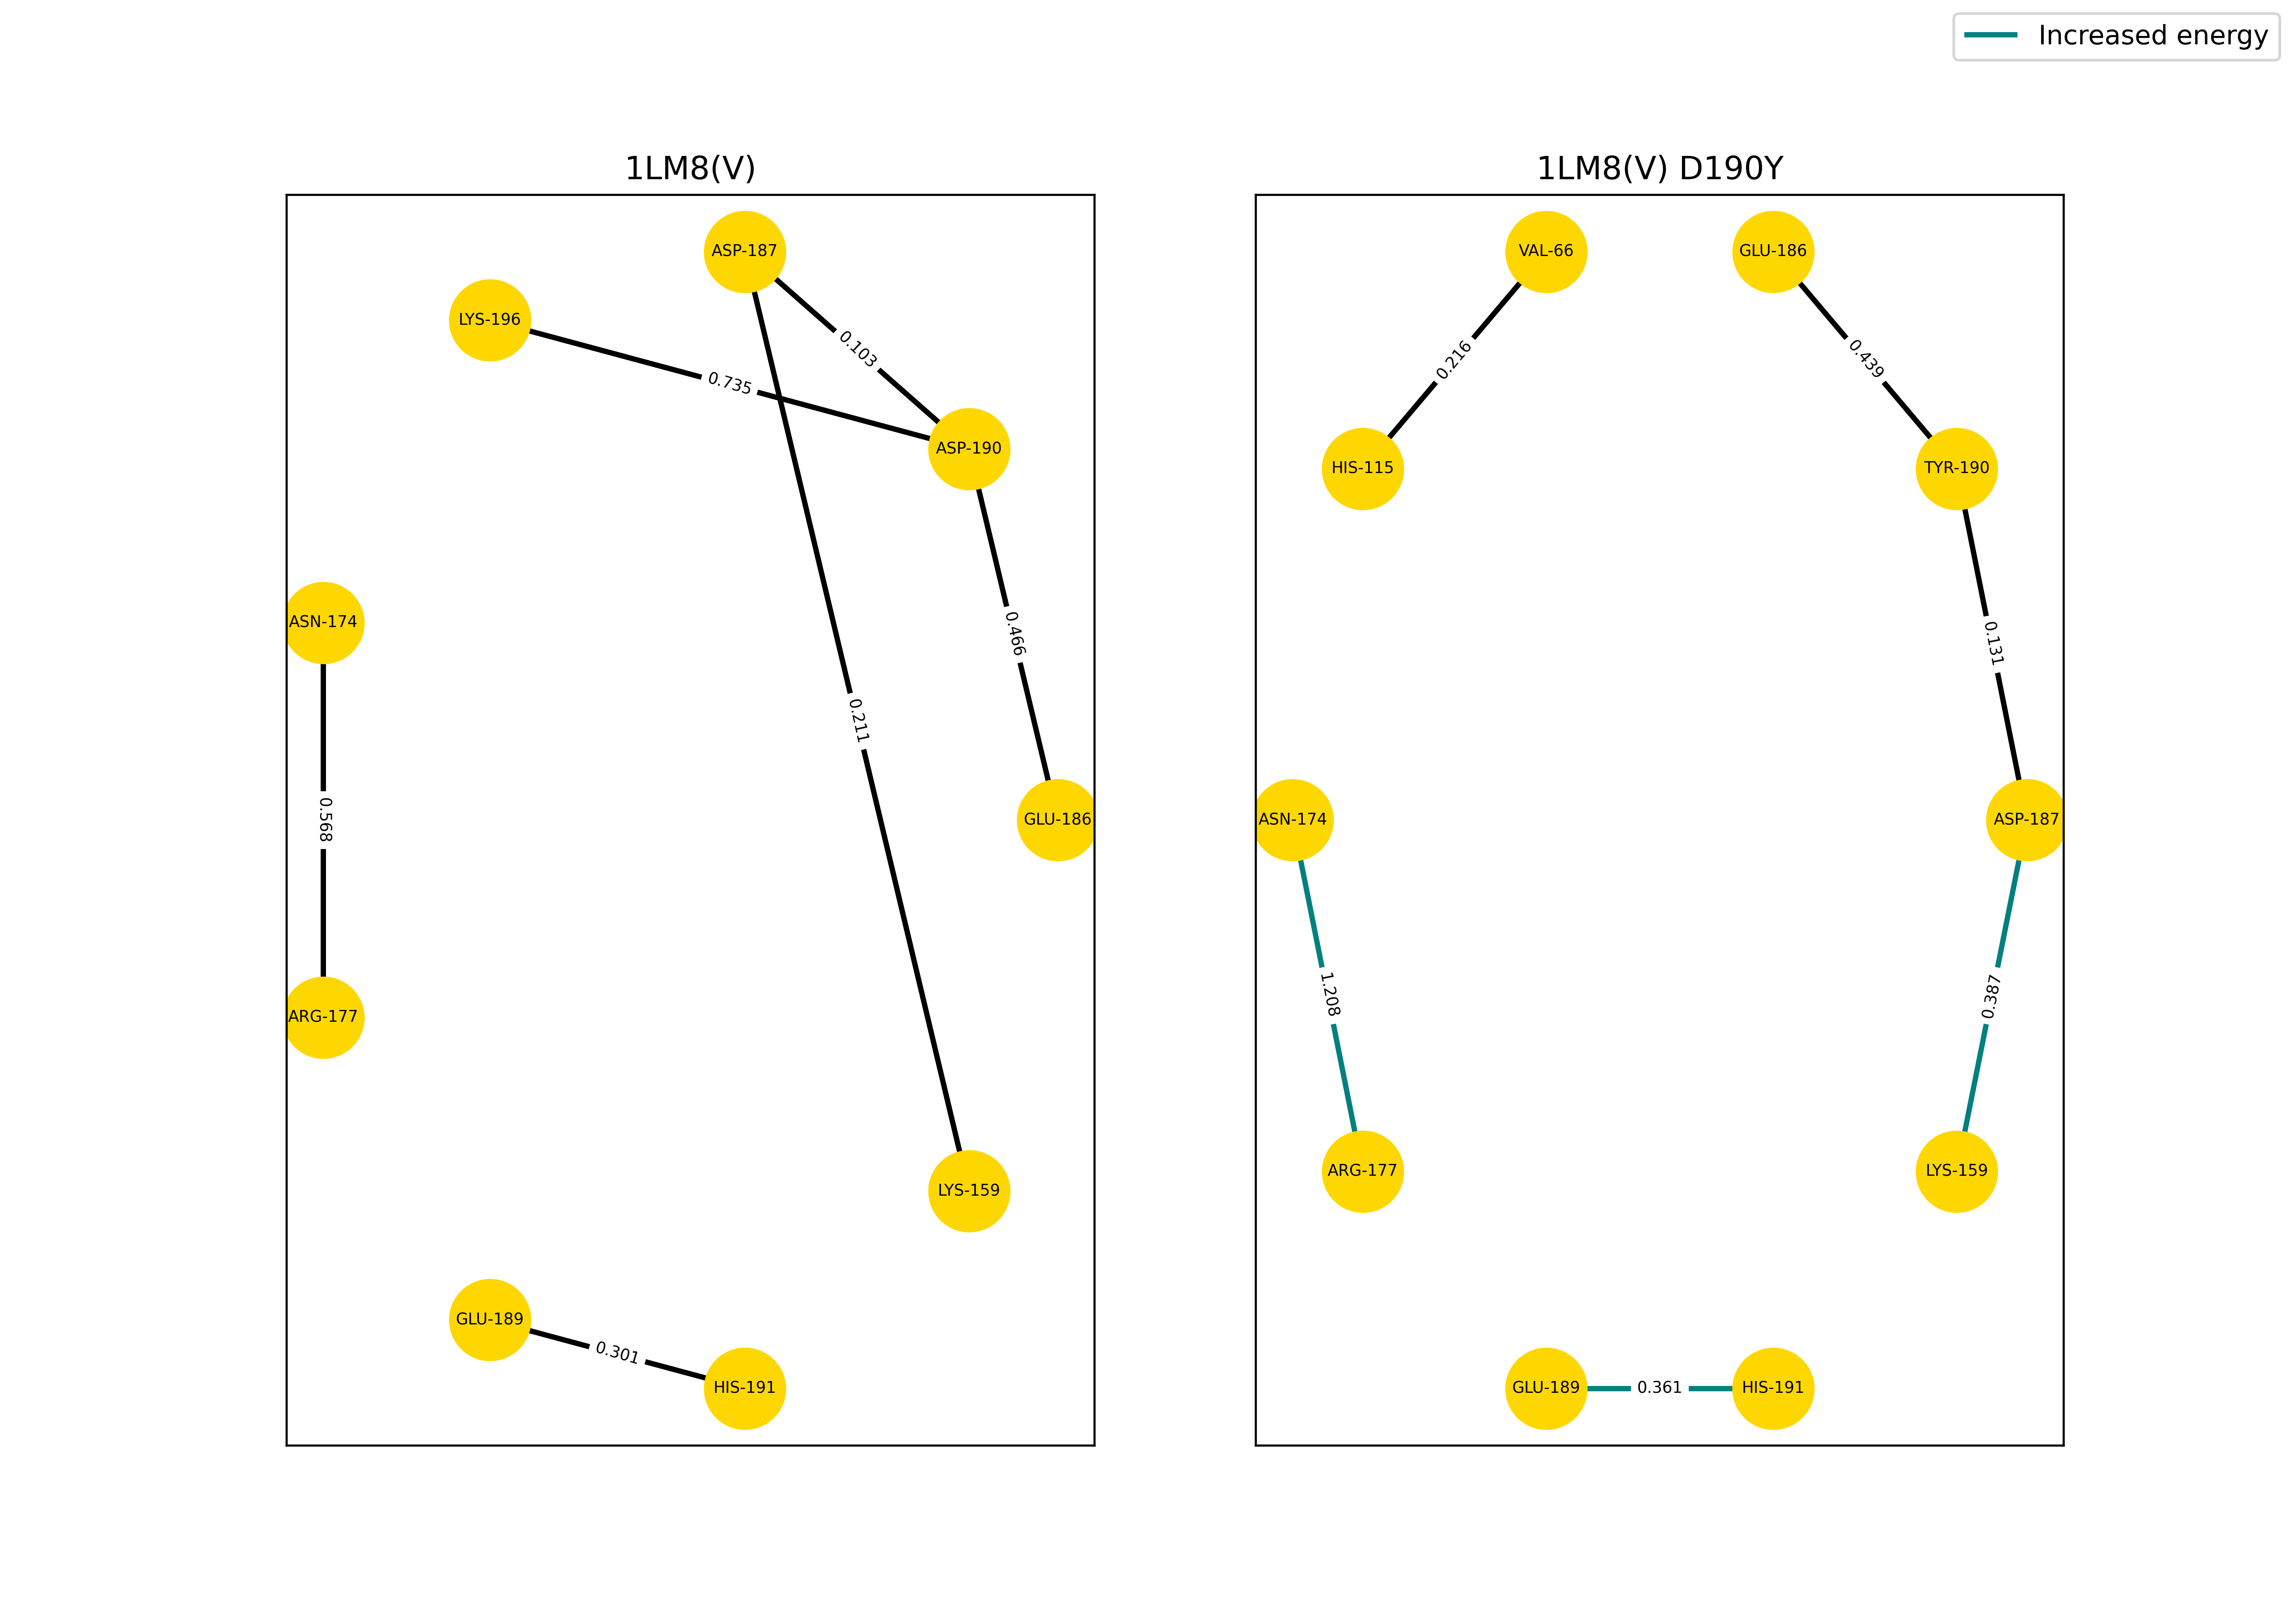 Increased energy
1LM8(V)
ASP-187
LYS-196
0.103
0.735
ASP-190
ASN-174
0.466
0.211
0.568
GLU-186
ARG-177
LYS-159
GLU-189
0.301
HIS-191
1LM8(V) D190Y
VAL-66
GLU-186
0.216
0.439
HIS-115
TYR-190
0.131
ASN-174
ASP-187
1.208
0.387
ARG-177
LYS-159
GLU-189
0.361
HIS-191